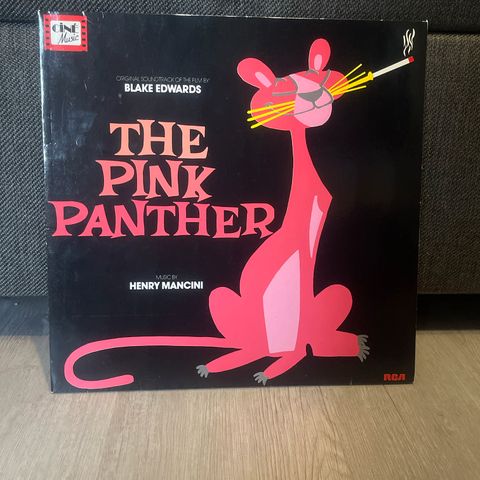 CINÉ
Music
ORIGINAL SOUNDTRACK OF THE FILM BY
BLAKE EDWARDS
THE
PINK
PANTHER
MUSIC BY
HENRY MANCINI
RCA